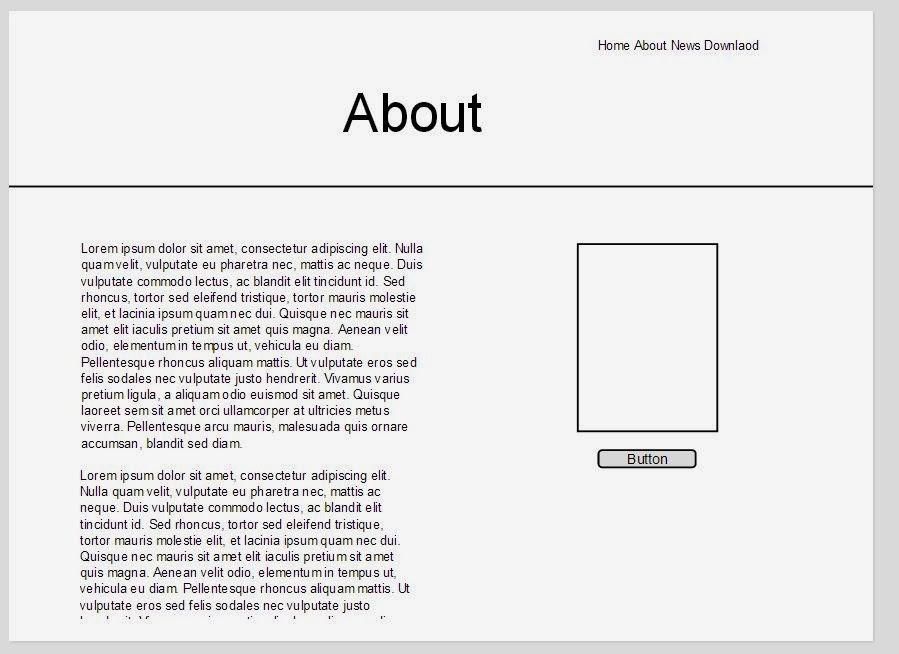 Home About News Downlaod
About
Lorem ipsum dolor sit amet, consectetur adipiscing elit. Nulla
quam velit, vulputate eu pharetra nec, mattis ac neque. Duis
vulputate commodo lectus, ac blandit elit tincidunt id. Sed
rhoncus, tortor sed eleifend tristique, tortor mauris molestie
elit, et lacinia ipsum quam nec dui. Quisque nec mauris sit
amet elit iaculis pretium sit amet quis magna. Aenean velit
odio, elementum in tempus ut, vehicula eu diam.
Pellentesque rhoncus aliquam mattis. Ut vulputate eros sed
felis sodales nec vulputate justo hendrerit. Vivamus varius
pretium ligula, a aliquam odio euismod sit amet. Quisque
laoreet sem sit amet orci ullamcorper at ultricies metus
viverra. Pellentesque arcu mauris, malesuada quis ornare
accumsan, blandit sed diam.
Lorem ipsum dolor sit amet, consectetur adipiscing elit.
Nulla quam velit, vulputate eu pharetra nec, mattis ac
neque. Duis vulputate commodo lectus, ac blandit elit
tincidunt id. Sed rhoncus, tortor sed eleifend tristique,
tortor mauris molestie elit, et lacinia ipsum quam nec dui.
Quisque nec mauris sit amet elit iaculis pretium sit amet
quis magna. Aenean velit odio, elementum in tempus ut,
vehicula eu diam. Pellentesque rhoncus aliquam mattis. Ut
vulputate eros sed felis sodales nec vulputate justo
Button